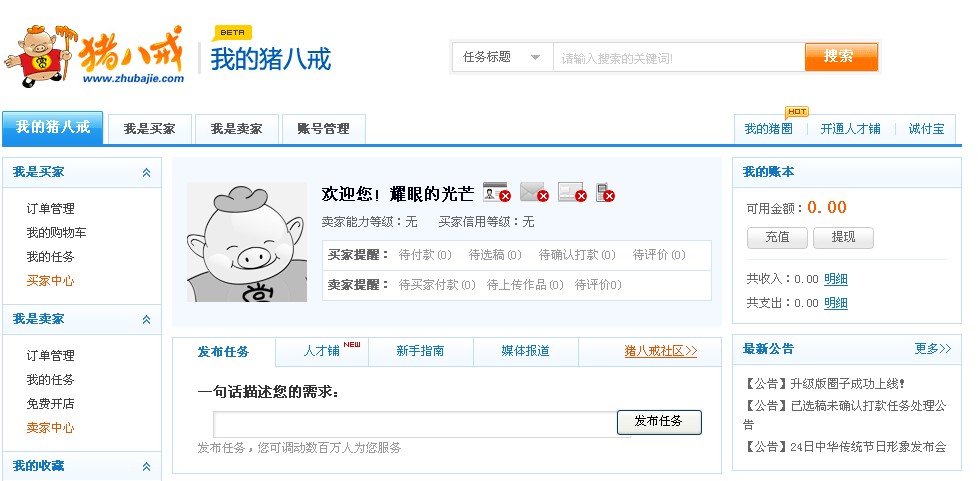 猪八戒
www.zhubajie.com
BETA
我的猪八戒
任务标题
请输入搜索的关键词!
搜索
我的猪八戒 我是买家 我是卖家 账号管理
HOT
我的猪圈 开通人才铺 诚付宝
我是买家
订单管理
我的购物车
我的任务
买家中心
我是卖家
订单管理
我的任务
免费开店
卖家中心
我的收藏
欢迎您! 耀眼的光芒
卖家能力等级:无 买家信用等级:无
买家提醒: 待付款(0) 待选稿(0) 待确认打款(0) 待评价(0)
卖家提醒: 待买家付款(0) 待上传作品(0) 待评价0)
发布任务 人才铺 NEW 新手指南 媒体报道 猪八戒社区>>
一句话描述您的需求:
发布任务
发布任务,您可调动数百万人为您服务
我的账本
可用金额:0.00
充值 提现
共收入:0.00 明细
共支出:0.00 明细
最新公告 更多>>
【公告】升级版圈子成功上线!
【公告】已选稿未确认打款任务处理公
告
【公告】24日中华传统节日形象发布会